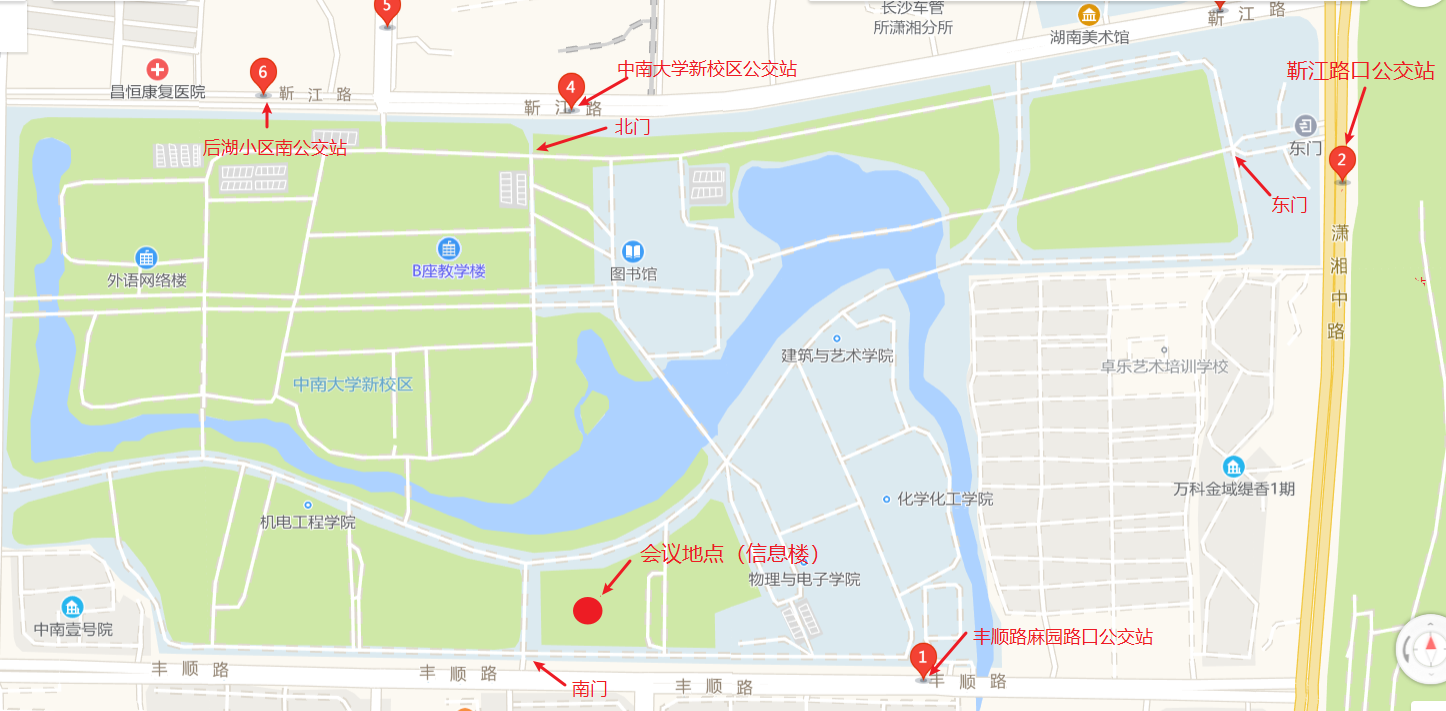 5
长沙车管
所潇湘分所
湖南美术馆
靳江路
中南大学新校区公交站
靳江路口公交站
6
昌恒康复医院
靳江路
4
靳江路
北门
后湖小区南公交站
东门
2
东门
潇湘中路
外语网络楼
B座教学楼
图书馆
建筑与艺术学院
卓乐艺术培训学校
中南大学新校区
万科金域缇香1期
化学化工学院
机电工程学院
会议地点（信息楼）
物理与电子学院
中南壹号院
丰顺路麻园路口公交站
1
丰顺路
丰顺路
丰顺路
丰顺路
南门